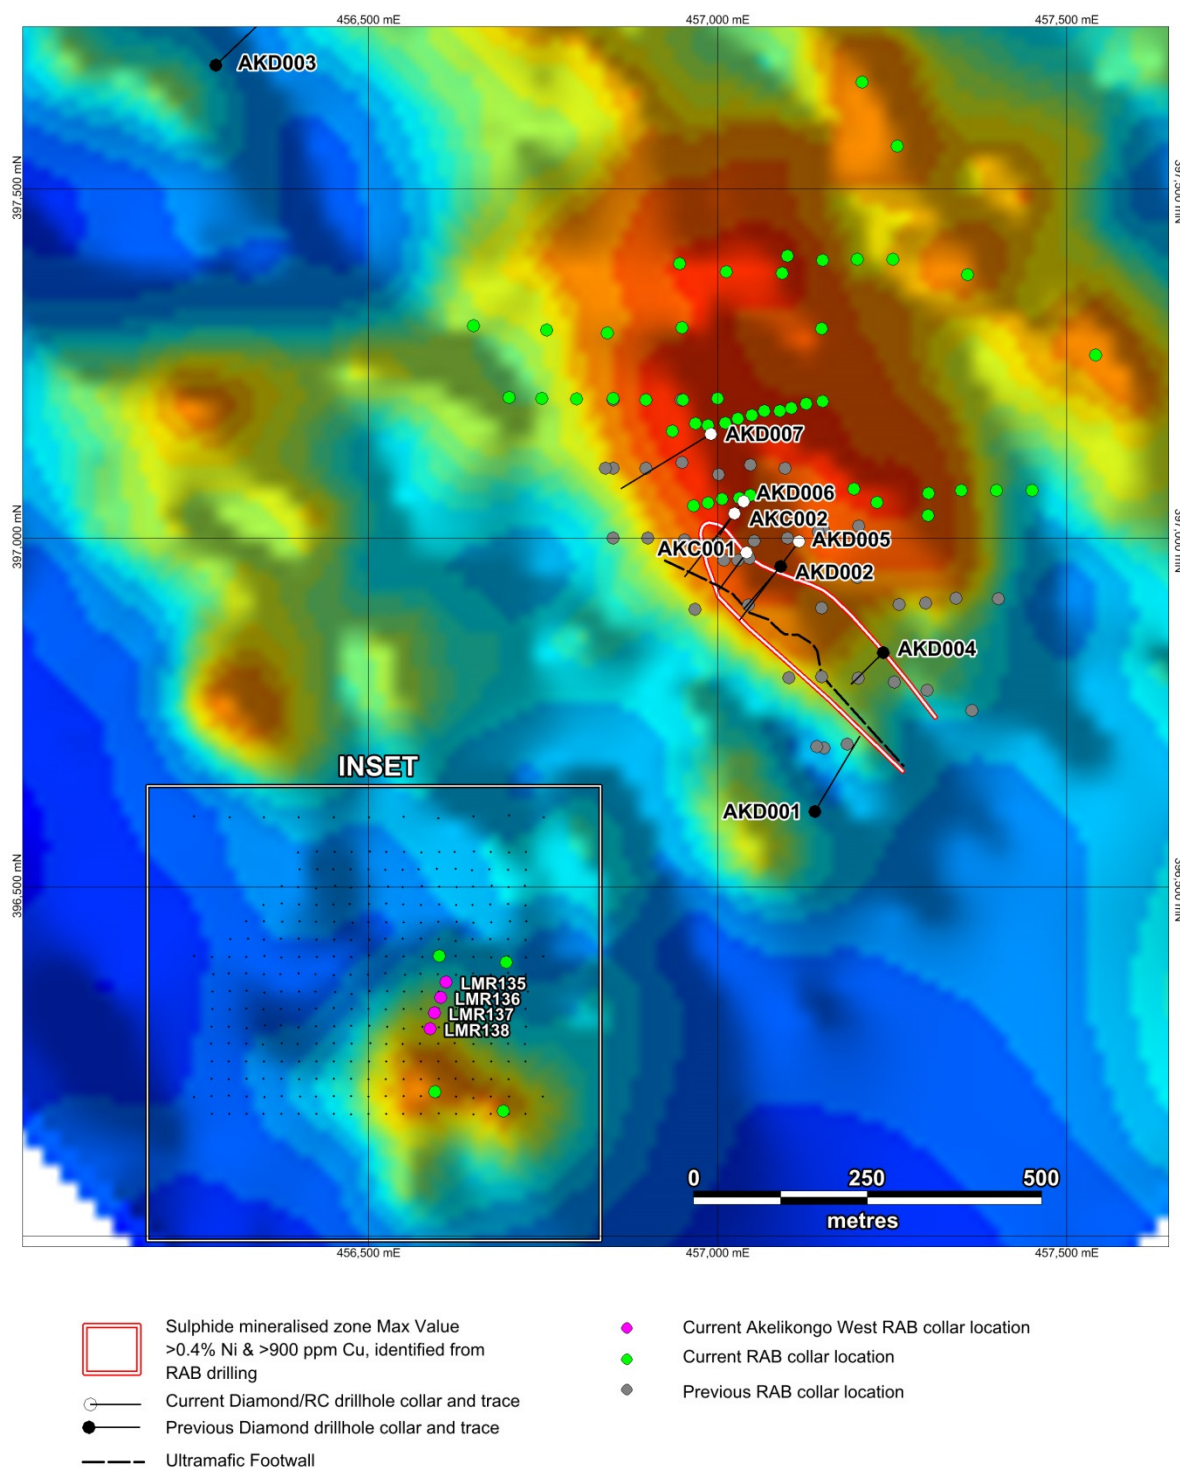 456,500 mE
457,000 mE
457,500 mE
AKD003
397,500 mN
397,500 mN
AKD007
AKD006
AKC002
397,000 mN
AKC001
AKD005
397,000 mN
AKD002
AKD004
INSET
AKD001
396,500 mN
396,500 mN
LMR135
LMR136
LMR137
LMR138
0 250 500
metres
456,500 mE
457,000 mE
457,500 mE
Sulphide mineralised zone Max Value
>0.4% Ni & >900 ppm Cu, identified from
RAB drilling
Current Diamond/RC drillhole collar and trace
Previous Diamond drillhole collar and trace
Ultramafic Footwall
Current Akelikongo West RAB collar location
Current RAB collar location
Previous RAB collar location